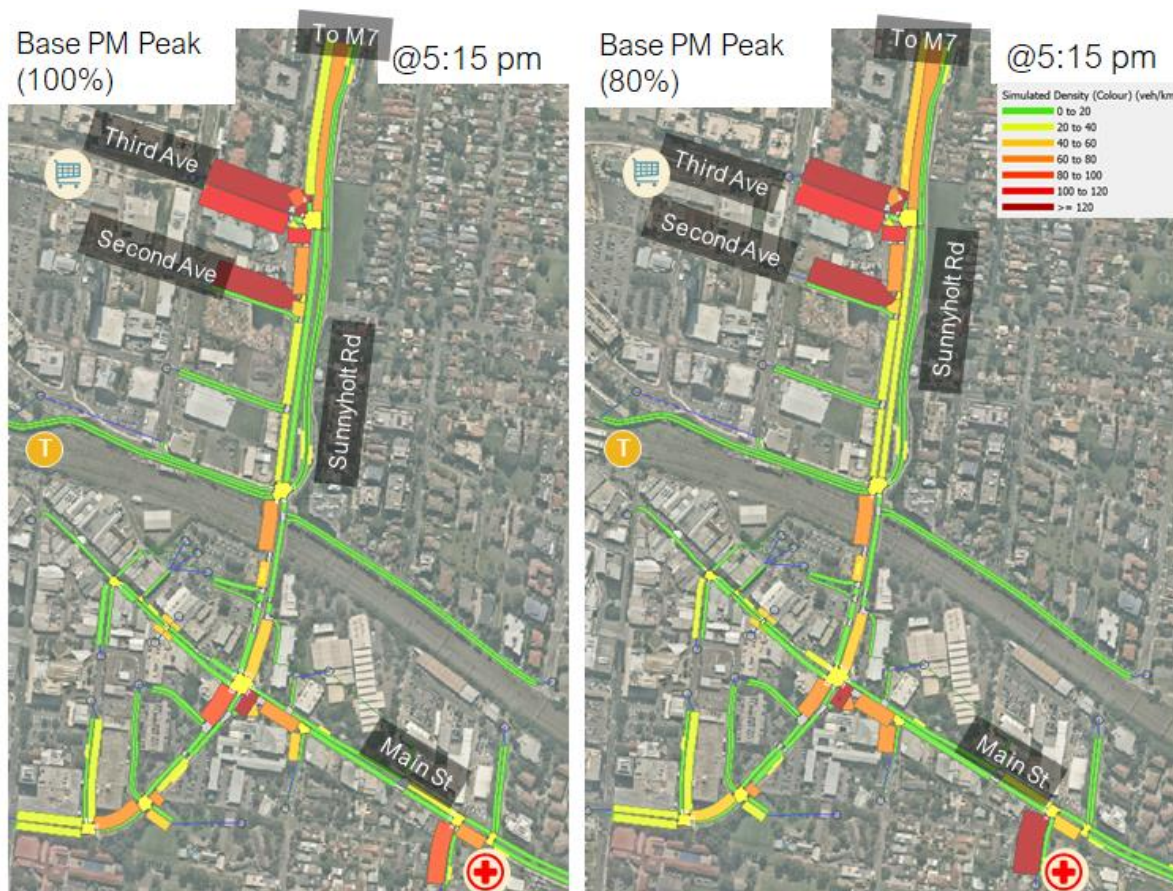 Base PM Peak
(100%)
To M7
@5:15 pm
Third Ave
Second Ave
Sunnyholt Rd
T
Main St
Base PM Peak
(80%)
To M7
@5:15 pm
Simulated Density (Colour) (veh/km
0 to 20
20 to 40
40 to 60
60 to 80
80 to 100
100 to 120
>= 120
Third Ave
Second Ave
Sunnyholt Rd
T
Main St